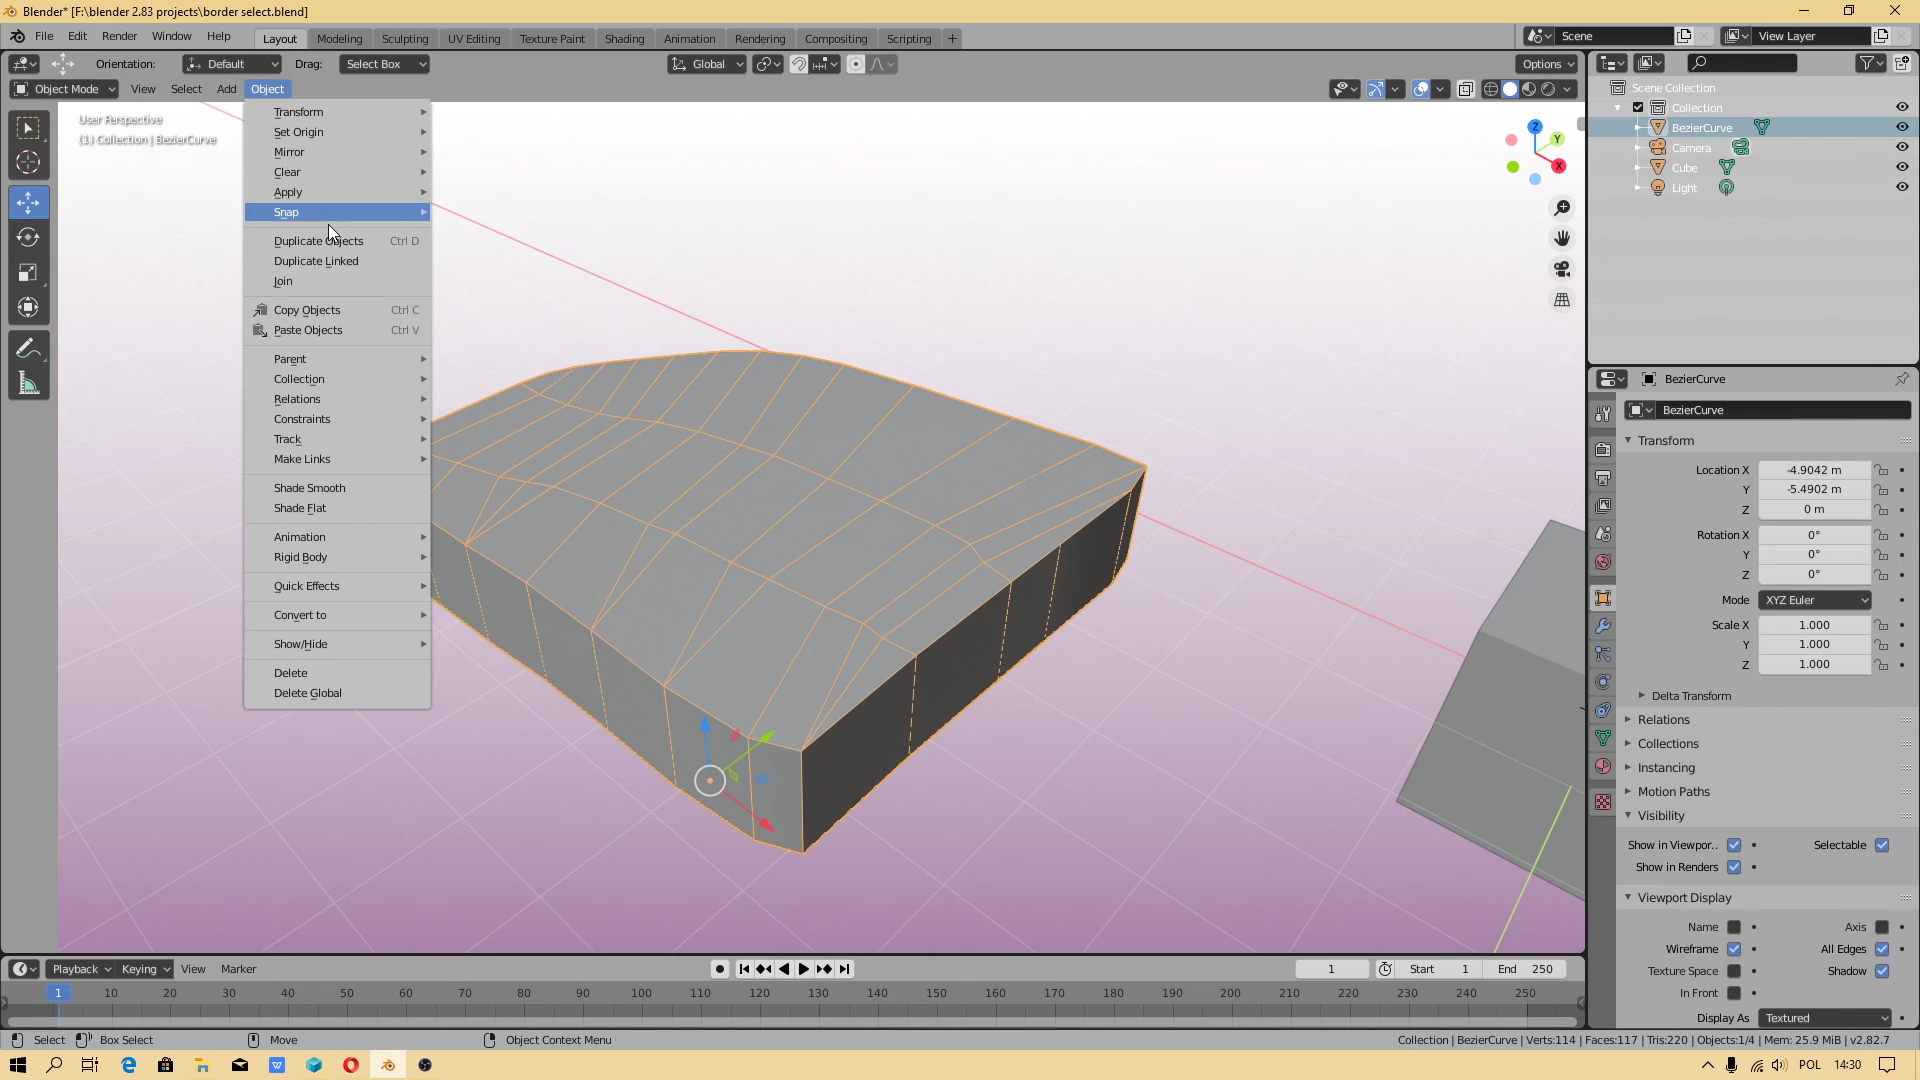 Blender* [F:\blender 2.83 projects\border select.blend]
File Edit Render Window Help Layout Modeling Sculpting UV Editing Texture Paint Shading Animation Rendering Compositing Scripting + Scene View Layer
Orientation: Default Drag: Select Box Global Options
Object Mode View Select Add Object
User Perspective
(1) Collection | BezierCurve
Transform
Set Origin
Mirror
Clear
Apply
Snap
Duplicate Objects Ctrl D
Duplicate Linked
Join
Copy Objects Ctrl C
Paste Objects Ctrl V
Parent
Collection
Relations
Constraints
Track
Make Links
Shade Smooth
Shade Flat
Animation
Rigid Body
Quick Effects
Convert to
Show/Hide
Delete
Delete Global
Z
Y
X
Scene Collection
Collection
BezierCurve
Camera
Cube
Light
BezierCurve
BezierCurve
Transform
Location X -4.9042 m
Y -5.4902 m
Z 0 m
Rotation X 0°
Y 0°
Z 0°
Mode XYZ Euler
Scale X 1.000
Y 1.000
Z 1.000
Delta Transform
Relations
Collections
Instancing
Motion Paths
Visibility
Show in Viewpor.. Selectable
Show in Renders
Viewport Display
Name Axis
Wireframe All Edges
Texture Space Shadow
In Front
Display As Textured
Playback Keying View Marker 1 Start 1 End 250
1 10 20 30 40 50 60 70 80 90 100 110 120 130 140 150 160 170 180 190 200 210 220 230 240 250
Select Box Select Move Object Context Menu Collection | BezierCurve | Verts:114 | Faces:117 | Tris:220 | Objects:1/4 | Mem: 25.9 MiB | v2.82.7
POL 14:30